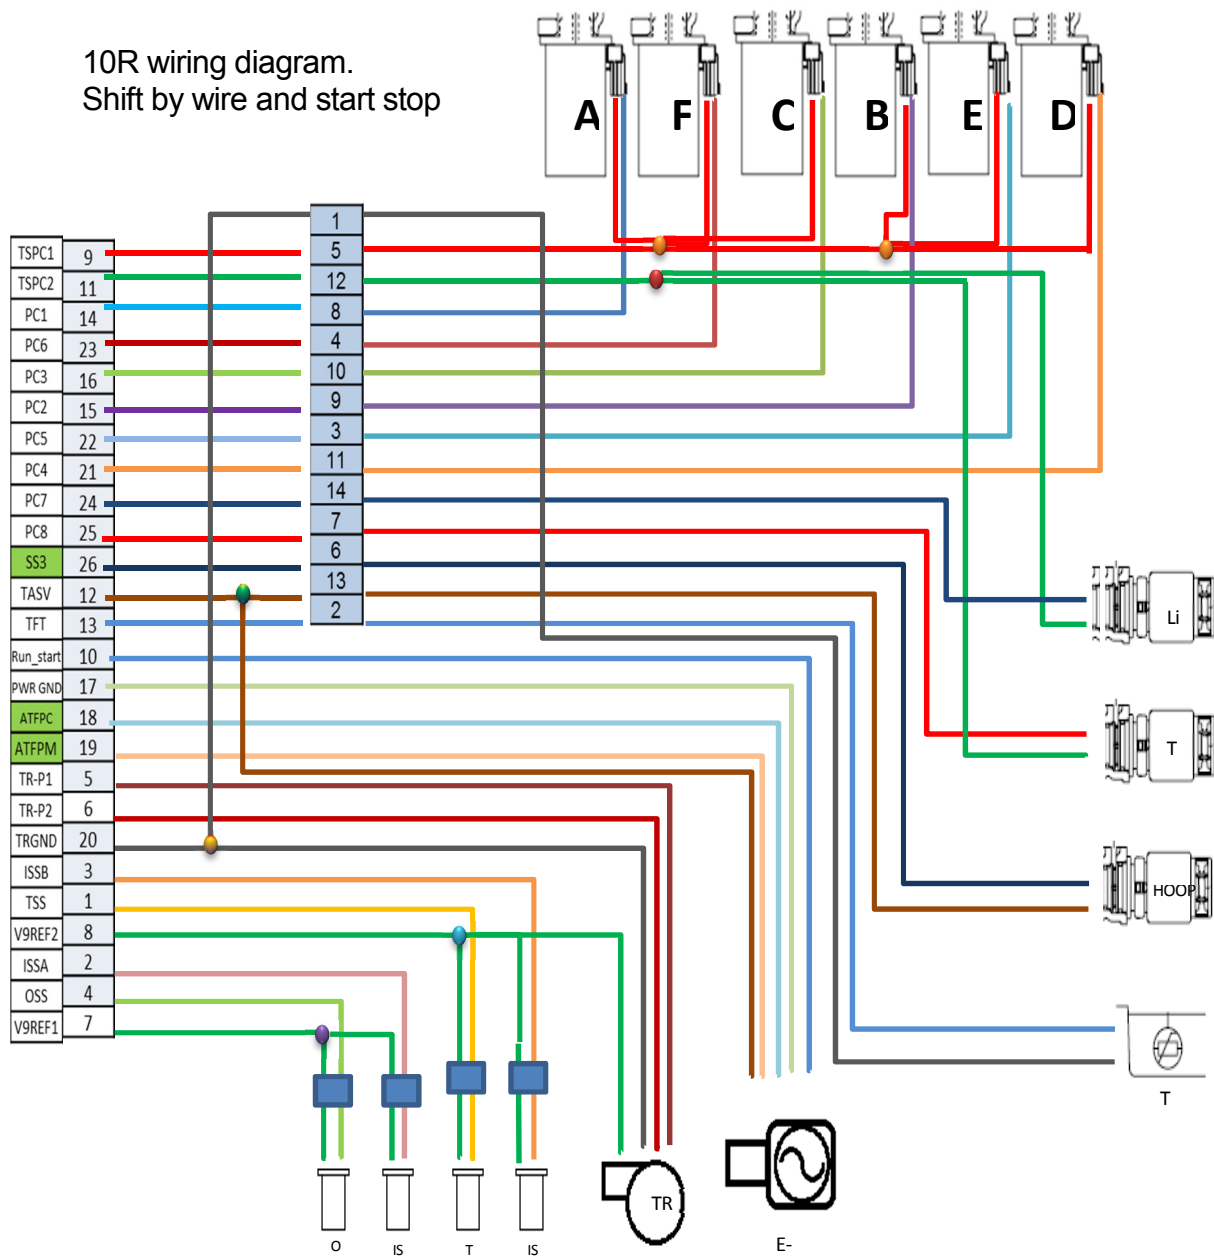 10R wiring diagram.
Shift by wire and start stop
A F C B E D
1
5
12
8
4
10
9
3
11
14
7
6
13
2
TSPC1 9
TSPC2 11
PC1 14
PC6 23
PC3 16
PC2 15
PC5 22
PC4 21
PC7 24
PC8 25
SS3 26
TASV 12
TFT 13
Run_start 10
PWR GND 17
ATFPC 18
ATFPM 19
TR-P1 5
TR-P2 6
TRGND 20
ISSB 3
TSS 1
V9REF2 8
ISSA 2
OSS 4
V9REF1 7
Li
T
HOOP
T
TR
O IS T IS E-